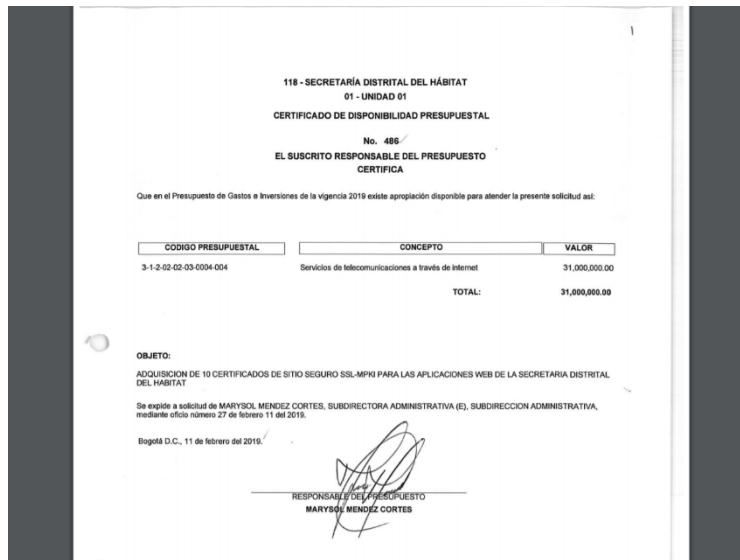 1
118 - SECRETARÍA DISTRITAL DEL HÁBITAT
01 - UNIDAD 01
CERTIFICADO DE DISPONIBILIDAD PRESUPUESTAL
No. 486
EL SUSCRITO RESPONSABLE DEL PRESUPUESTO
CERTIFICA
Que en el Presupuesto de Gastos e Inversiones de la vigencia 2019 existe apropiación disponible para atender la presente solicitud así:
CODIGO PRESUPUESTAL CONCEPTO VALOR
3-1-2-02-02-03-0004-004 Servicios de telecomunicaciones a través de internet 31,000,000.00
TOTAL: 31,000,000.00
OBJETO:
ADQUISICION DE 10 CERTIFICADOS DE SITIO SEGURO SSL-MPKI PARA LAS APLICACIONES WEB DE LA SECRETARIA DISTRITAL
DEL HABITAT
Se expide a solicitud de MARYSOL MENDEZ CORTES, SUBDIRECTORA ADMINISTRATIVA (E), SUBDIRECCION ADMINISTRATIVA,
mediante oficio número 27 de febrero 11 del 2019.
Bogotá D.C., 11 de febrero del 2019.
RESPONSABLE DEL PRESUPUESTO
MARYSOL MENDEZ CORTES